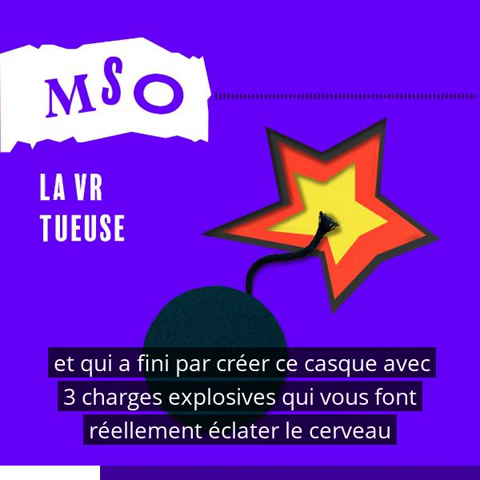 MSO
LA VR
TUEUSE
et qui a fini par créer ce casque avec
3 charges explosives qui vous font
réellement éclater le cerveau